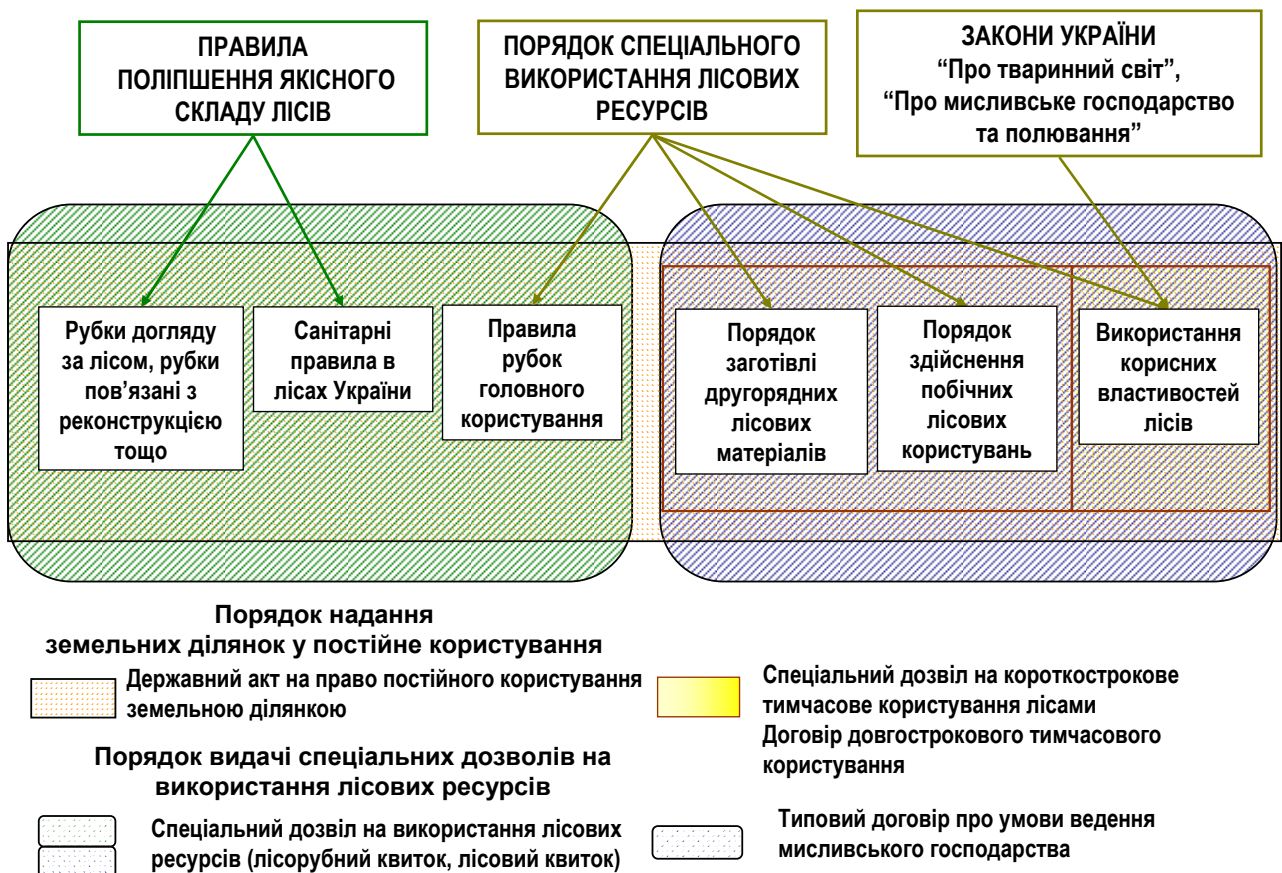 ПРАВИЛА
ПОЛІПШЕННЯ ЯКІСНОГО
СКЛАДУ ЛІСІВ
ПОРЯДОК СПЕЦІАЛЬНОГО
ВИКОРИСТАННЯ ЛІСОВИХ
РЕСУРСІВ
ЗАКОНИ УКРАЇНИ
“Про тваринний світ”,
“Про мисливське господарство
та полювання”
Рубки догляду
за лісом, рубки
пов’язані з
реконструкцією
тощо
Санітарні
правила в
лісах України
Правила
рубок
головного
користування
Порядок
заготівлі
другорядних
лісових
матеріалів
Порядок
здійснення
побічних
лісових
користувань
Використання
корисних
властивостей
лісів
Порядок надання
земельних ділянок у постійне користування
Державний акт на право постійного користування
земельною ділянкою
Спеціальний дозвіл на короткострокове
тимчасове користування лісами
Договір довгострокового тимчасового
користування
Порядок видачі спеціальних дозволів на
використання лісових ресурсів
Спеціальний дозвіл на використання лісових
ресурсів (лісорубний квиток, лісовий квиток)
Типовий договір про умови ведення
мисливського господарства